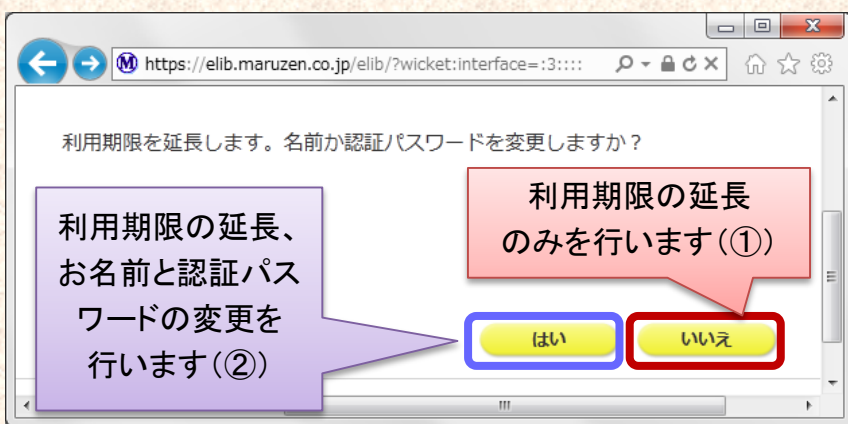 https://elib.maruzen.co.jp/elib/?wicket:interface=:3::::
利用期限を延長します。名前か認証パスワードを変更しますか？
利用期限の延長
のみを行います(①)
利用期限の延長、
お名前と認証パス
ワードの変更を
行います(②)
はい
いいえ